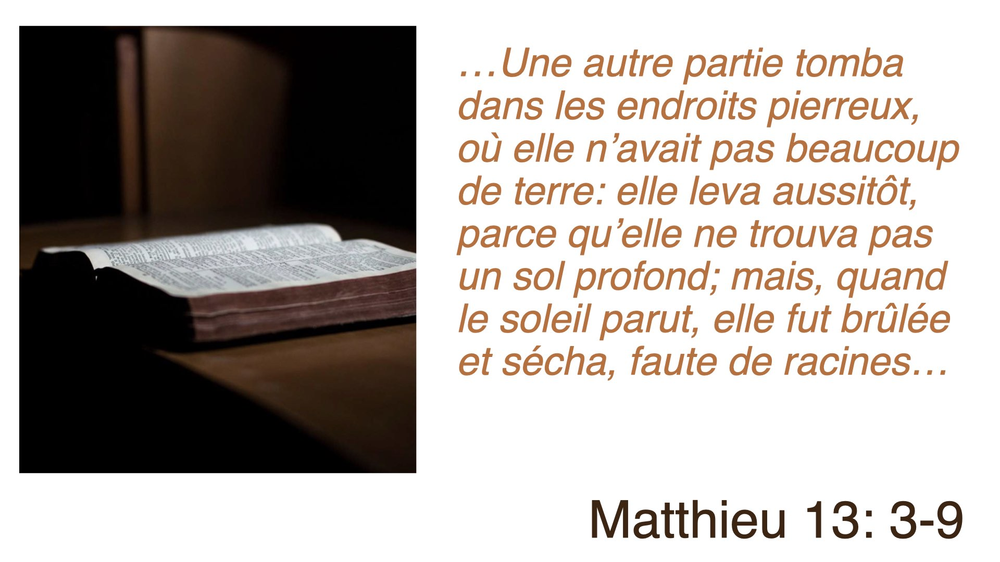 …Une autre partie tomba
dans les endroits pierreux,
où elle n’avait pas beaucoup
de terre: elle leva aussitôt,
parce qu’elle ne trouva pas
un sol profond; mais, quand
le soleil parut, elle fut brûlée
et sécha, faute de racines…
Matthieu 13: 3-9